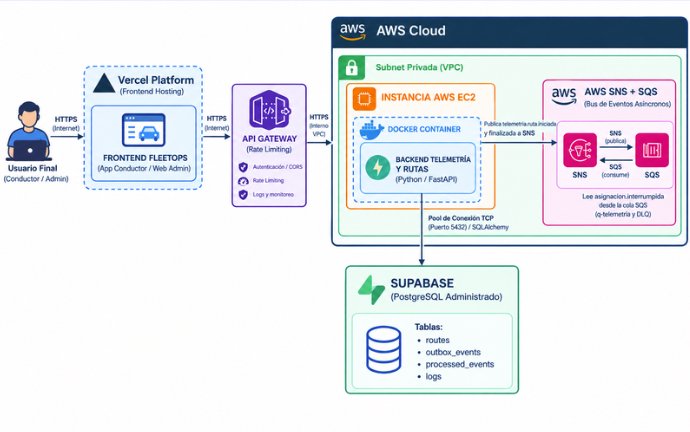 aws AWS Cloud
Subnet Privada (VPC)
Vercel Platform
(Frontend Hosting)
HTTPS
(Internet)
Usuario Final
(Conductor / Admin)
FRONTEND FLEETOPS
(App Conductor / Web Admin)
HTTPS
(Internet)
API GATEWAY
(Rate Limiting)
Autenticación / CORS
Rate Limiting
Logs y monitoreo
HTTPS
(Interno
VPC)
INSTANCIA AWS EC2
DOCKER CONTAINER
BACKEND TELEMETRÍA
Y RUTAS
(Python / FastAPI)
Publica telemetría.ruta iniciada
y finalizada a SNS
aws AWS SNS + SQS
(Bus de Eventos Asíncronos)
SNS
(publica)
SQS
(consume)
SNS
SQS
Lee asignacion.interrumpida
desde la cola SQS
(q-telemetría y DLQ)
Pool de Conexión TCP
(Puerto 5432) / SQLAlchemy
SUPABASE
(PostgreSQL Administrado)
Tablas:
• routes
• outbox_events
• processed_events
• logs